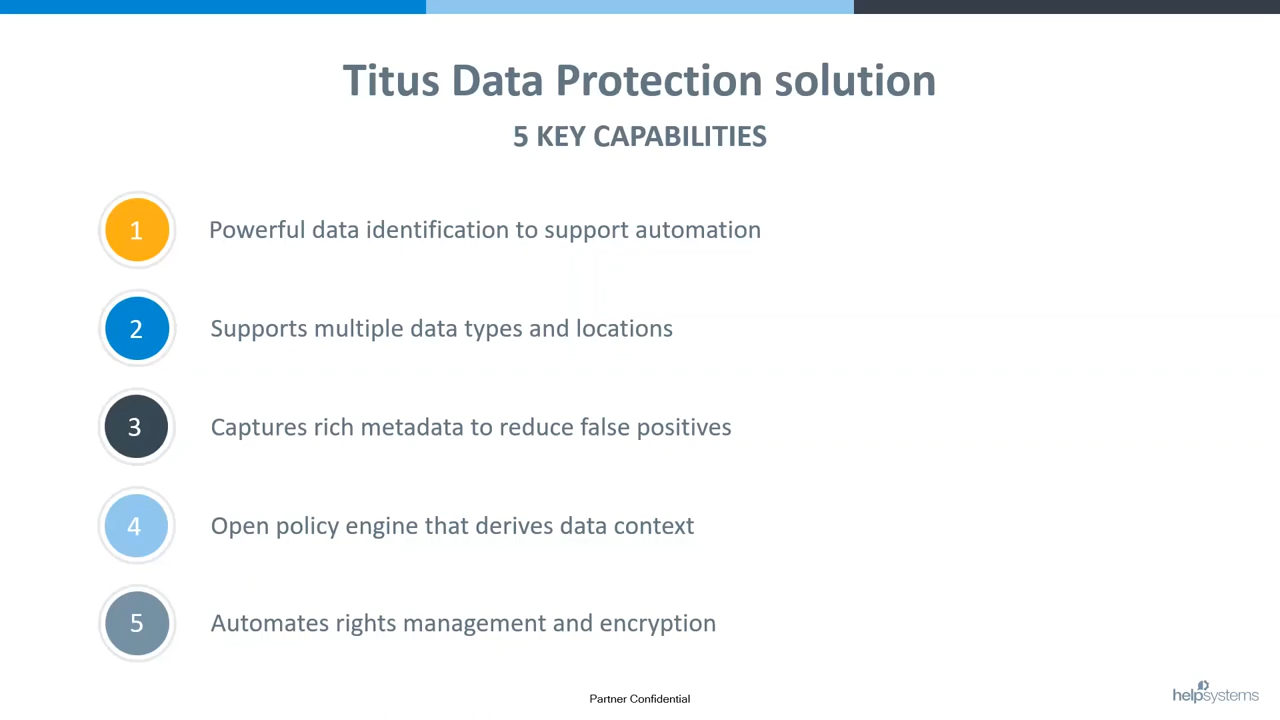 Titus Data Protection solution
5 KEY CAPABILITIES
1
Powerful data identification to support automation
2
Supports multiple data types and locations
3
Captures rich metadata to reduce false positives
4
Open policy engine that derives data context
5
Automates rights management and encryption
Partner Confidential
helpsystems